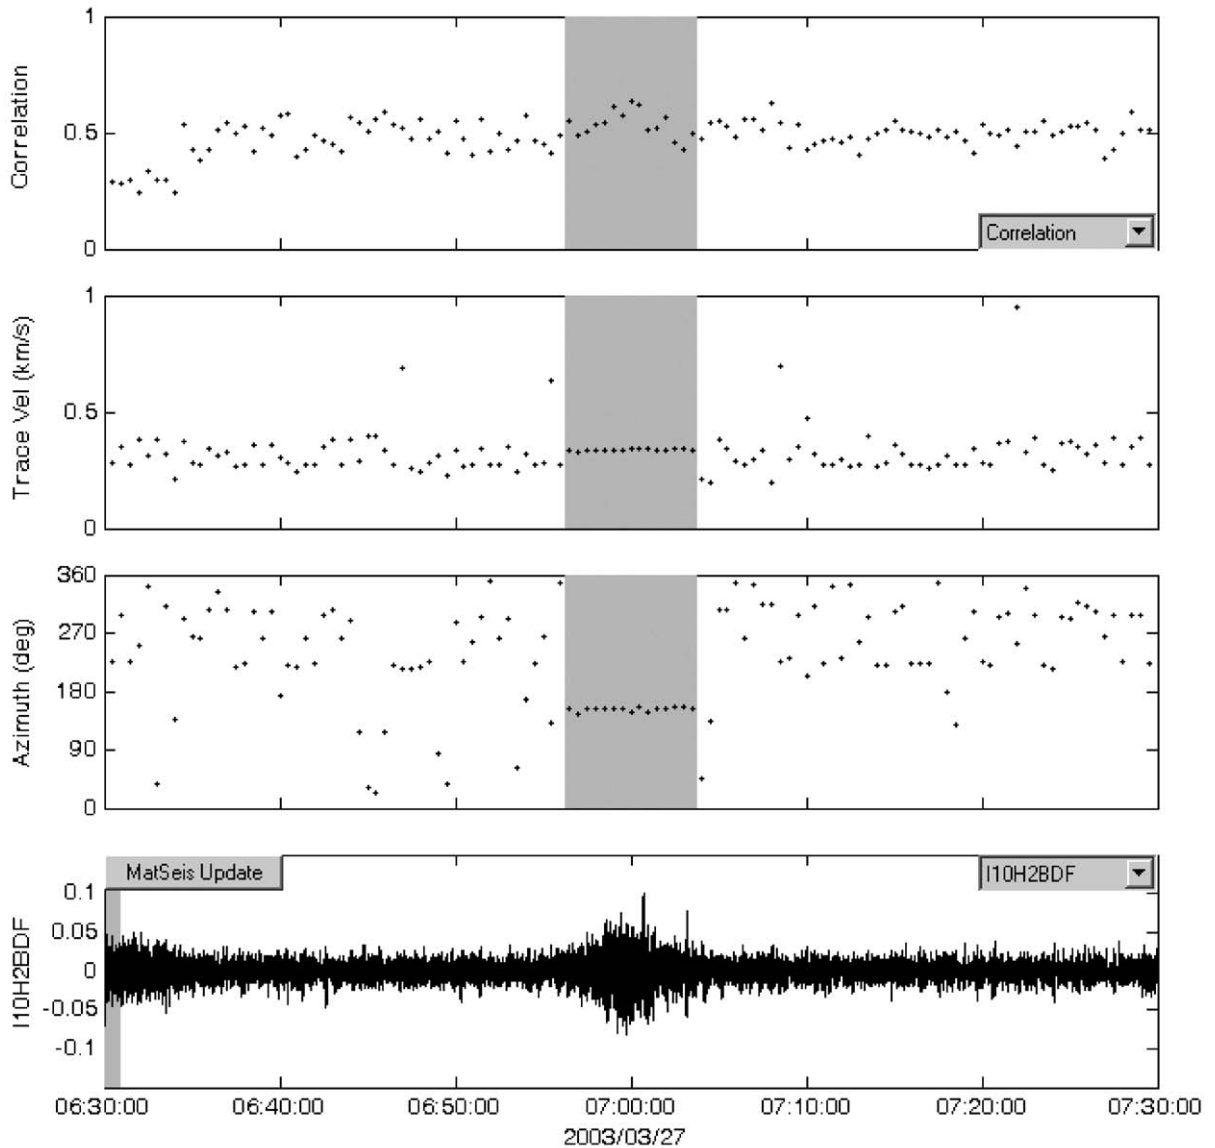 1
Correlation
0.5
Correlation
0
1
Trace Vel (km/s)
0.5
0
360
270
Azimuth (deg)
180
90
0
MatSeis Update
I10H2BDF
0.1
0.05
I10H2BDF
0
-0.05
-0.1
06:30:00 06:40:00 06:50:00 07:00:00 07:10:00 07:20:00 07:30:00
2003/03/27